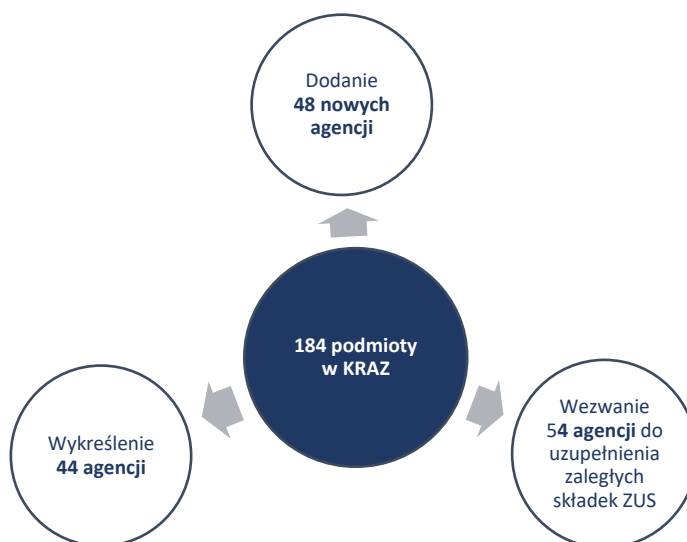 Dodanie
48 nowych
agencji
184 podmioty
w KRAZ
Wykreślenie
44 agencji
Wezwanie
54 agencji do
uzupełnienia
zaległych
składek ZUS